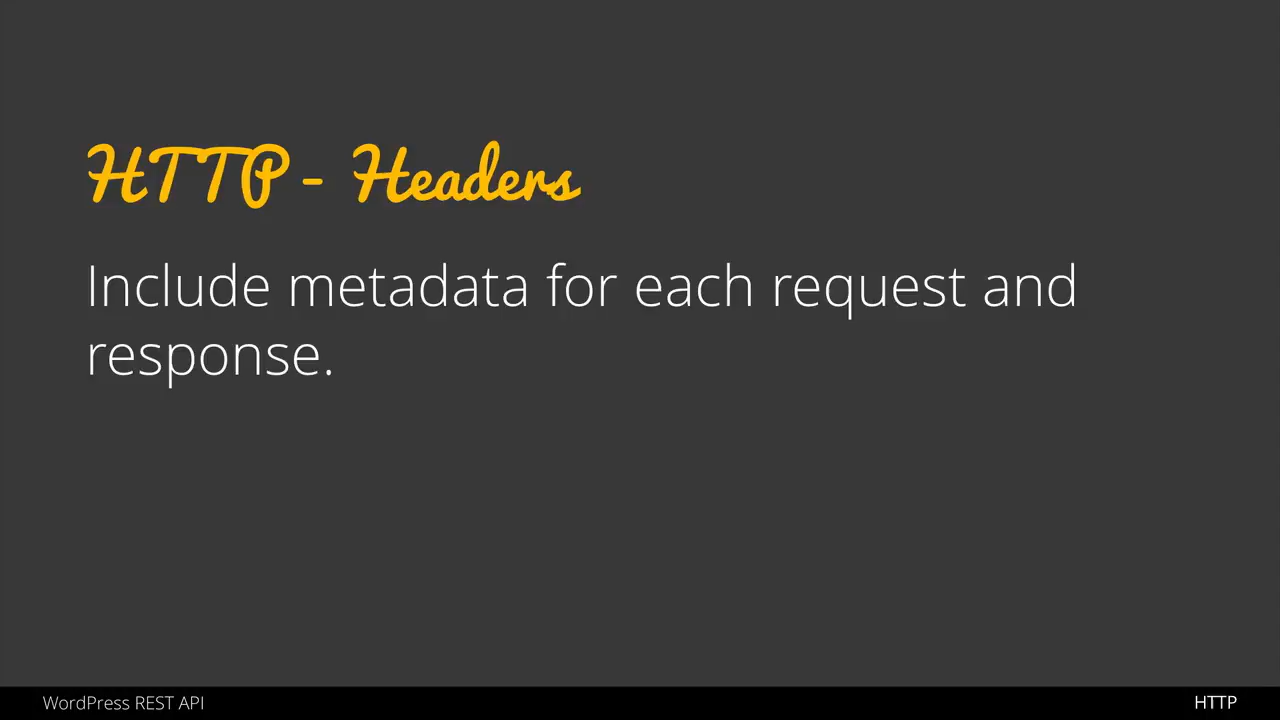 HTTP - Headers
Include metadata for each request and
response.
WordPress REST API
HTTP